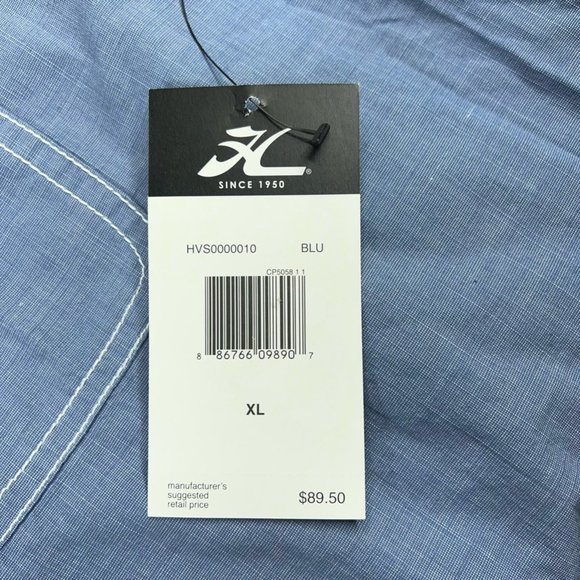 H
®
SINCE 1950
HVS0000010 BLU
CP5058 1 1
8 86766 09890 7
XL
manufacturer's
suggested
retail price
$89.50